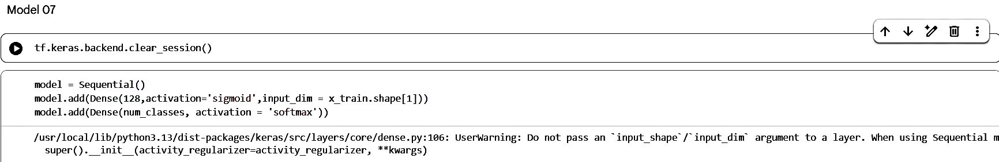 Model 07
tf.keras.backend.clear_session()
model = Sequential()
model.add(Dense(128,activation='sigmoid',input_dim = x_train.shape[1]))
model.add(Dense(num_classes, activation = 'softmax'))
/usr/local/lib/python3.13/dist-packages/keras/src/layers/core/dense.py:106: UserWarning: Do not pass an `input_shape`/`input_dim` argument to a layer. When using Sequential m
super().__init__(activity_regularizer=activity_regularizer, **kwargs)